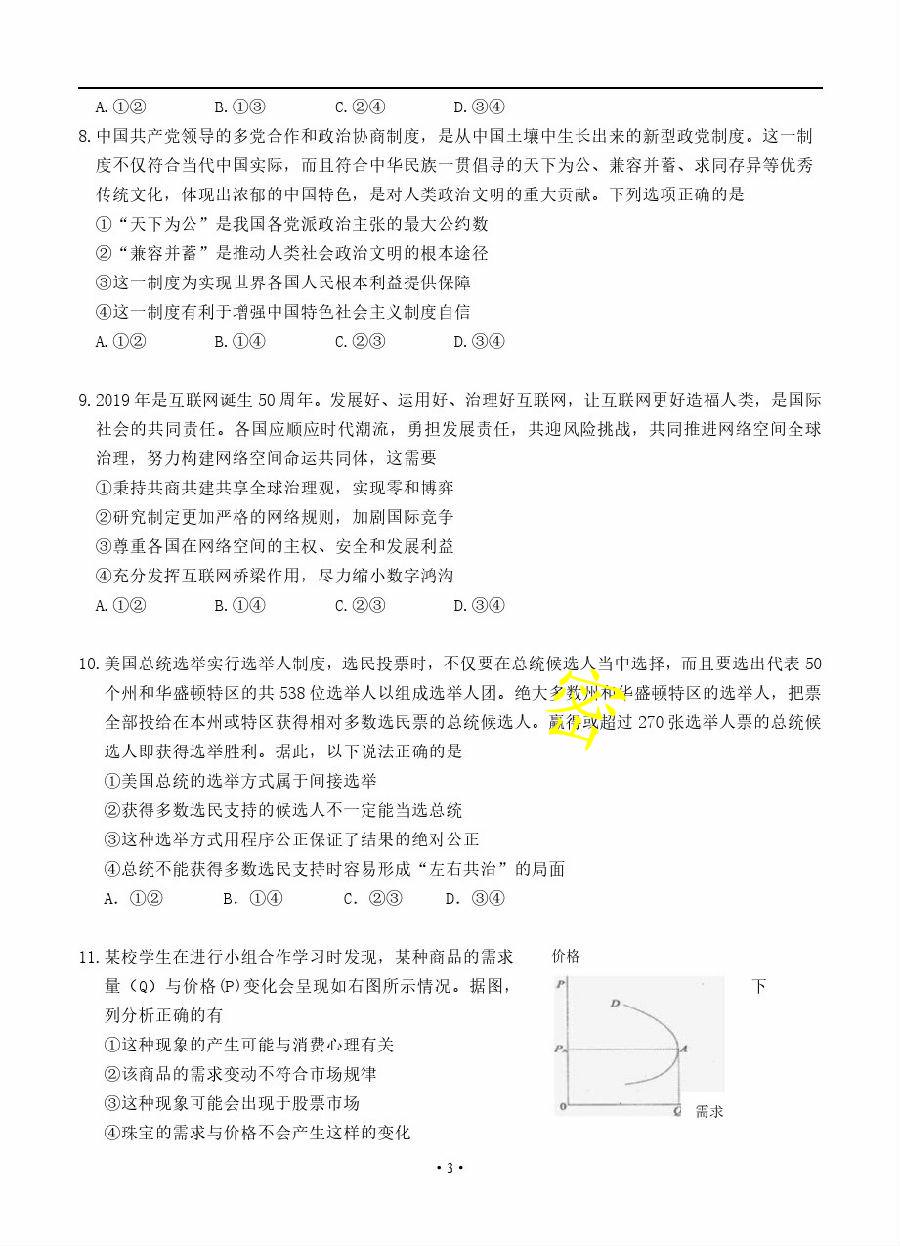 A.①② B.①③ C.②④ D.③④
8.中国共产党领导的多党合作和政治协商制度，是从中国土壤中生长出来的新型政党制度。这一制
度不仅符合当代中国实际，而且符合中华民族一贯倡导的天下为公、兼容并蓄、求同存异等优秀
传统文化，体现出浓郁的中国特色，是对人类政治文明的重大贡献。下列选项正确的是
①“天下为公”是我国各党派政治主张的最大公约数
②“兼容并蓄”是推动人类社会政治文明的根本途径
③这一制度为实现世界各国人民根本利益提供保障
④这一制度有利于增强中国特色社会主义制度自信
A.①② B.①④ C.②③ D.③④
9.2019年是互联网诞生50周年。发展好、运用好、治理好互联网，让互联网更好造福人类，是国际
社会的共同责任。各国应顺应时代潮流，勇担发展责任，共迎风险挑战，共同推进网络空间全球
治理，努力构建网络空间命运共同体，这需要
①秉持共商共建共享全球治理观，实现零和博弈
②研究制定更加严格的网络规则，加剧国际竞争
③尊重各国在网络空间的主权、安全和发展利益
④充分发挥互联网桥梁作用，尽力缩小数字鸿沟
A.①② B.①④ C.②③ D.③④
10.美国总统选举实行选举人制度，选民投票时，不仅要在总统候选人当中选择，而且要选出代表50
个州和华盛顿特区的共538位选举人以组成选举人团。绝大多数州和华盛顿特区的选举人，把票
全部投给在本州或特区获得相对多数选民票的总统候选人。赢得或超过270张选举人票的总统候
选人即获得选举胜利。据此，以下说法正确的是
密
①美国总统的选举方式属于间接选举
②获得多数选民支持的候选人不一定能当选总统
③这种选举方式用程序公正保证了结果的绝对公正
④总统不能获得多数选民支持时容易形成“左右共治”的局面
A．①② B．①④ C．②③ D．③④
11.某校学生在进行小组合作学习时发现，某种商品的需求
量（Q）与价格(P)变化会呈现如右图所示情况。据图，下
列分析正确的有
①这种现象的产生可能与消费心理有关
②该商品的需求变动不符合市场规律
③这种现象可能会出现于股票市场
④珠宝的需求与价格不会产生这样的变化
价格
P
D
A
0
Q 需求
·3·